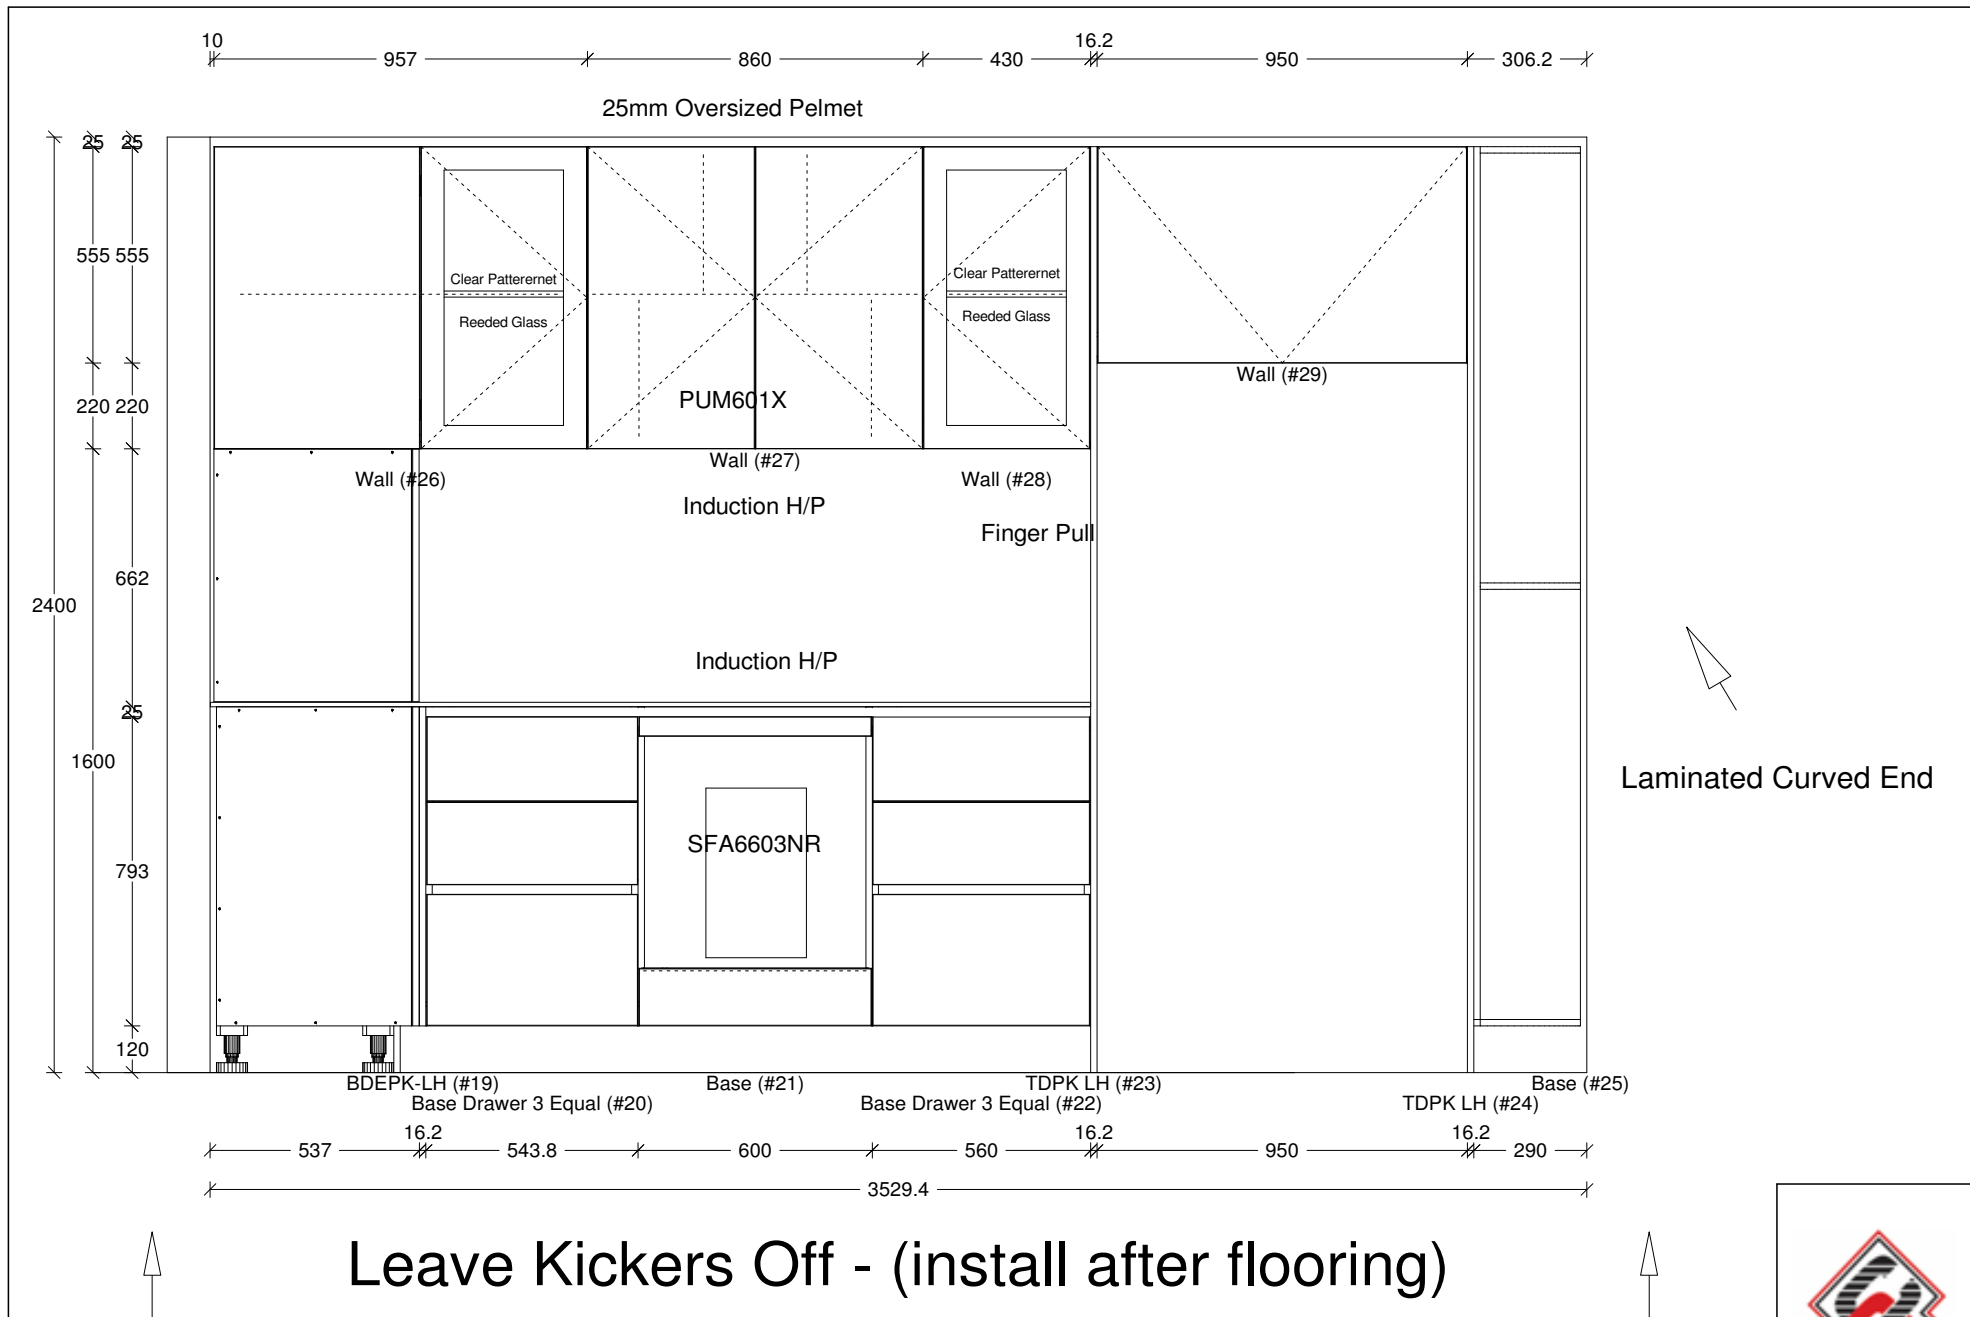 10 16.2
957 860 430 950 306.2
25mm Oversized Pelmet
25 25
555 555
Clear Patterernet Clear Patterernet
Reeded Glass Reeded Glass
Wall (#29)
220 220 PUM601X
Wall (#27)
Wall (#26) Wall (#28)
Induction H/P
Finger Pull
662
2400
Induction H/P
25
1600
Laminated Curved End
SFA6603NR
793
120
BDEPK-LH (#19) Base (#21) TDPK LH (#23) Base (#25)
Base Drawer 3 Equal (#20) Base Drawer 3 Equal (#22) TDPK LH (#24)
16.2 16.2 16.2
537 543.8 600 560 950 290
3529.4
Leave Kickers Off - (install after flooring)